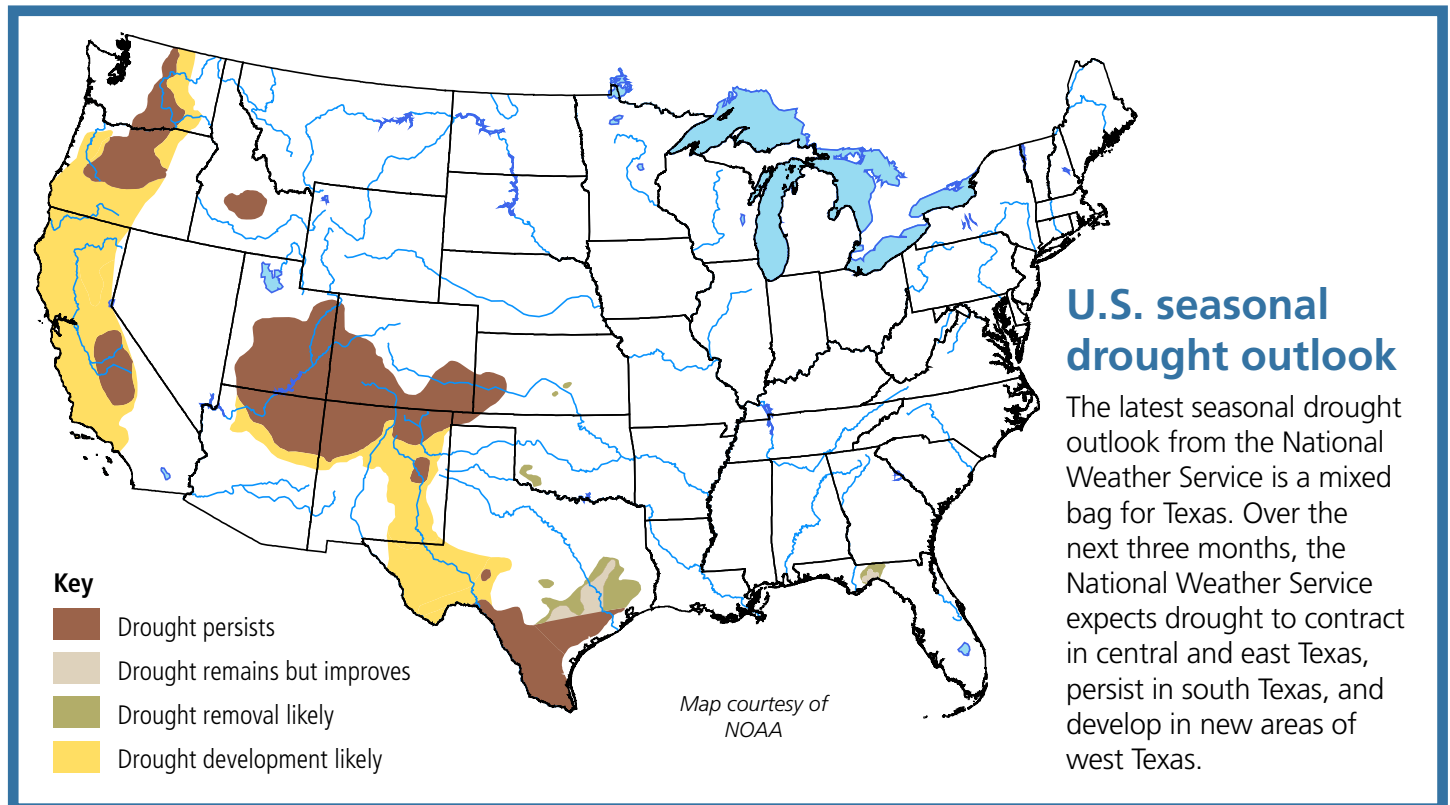 U.S. seasonal
drought outlook
The latest seasonal drought
outlook from the National
Weather Service is a mixed
bag for Texas. Over the
next three months, the
National Weather Service
expects drought to contract
in central and east Texas,
persist in south Texas, and
develop in new areas of
west Texas.
Key
Drought persists
Drought remains but improves
Drought removal likely
Drought development likely
Map courtesy of
NOAA